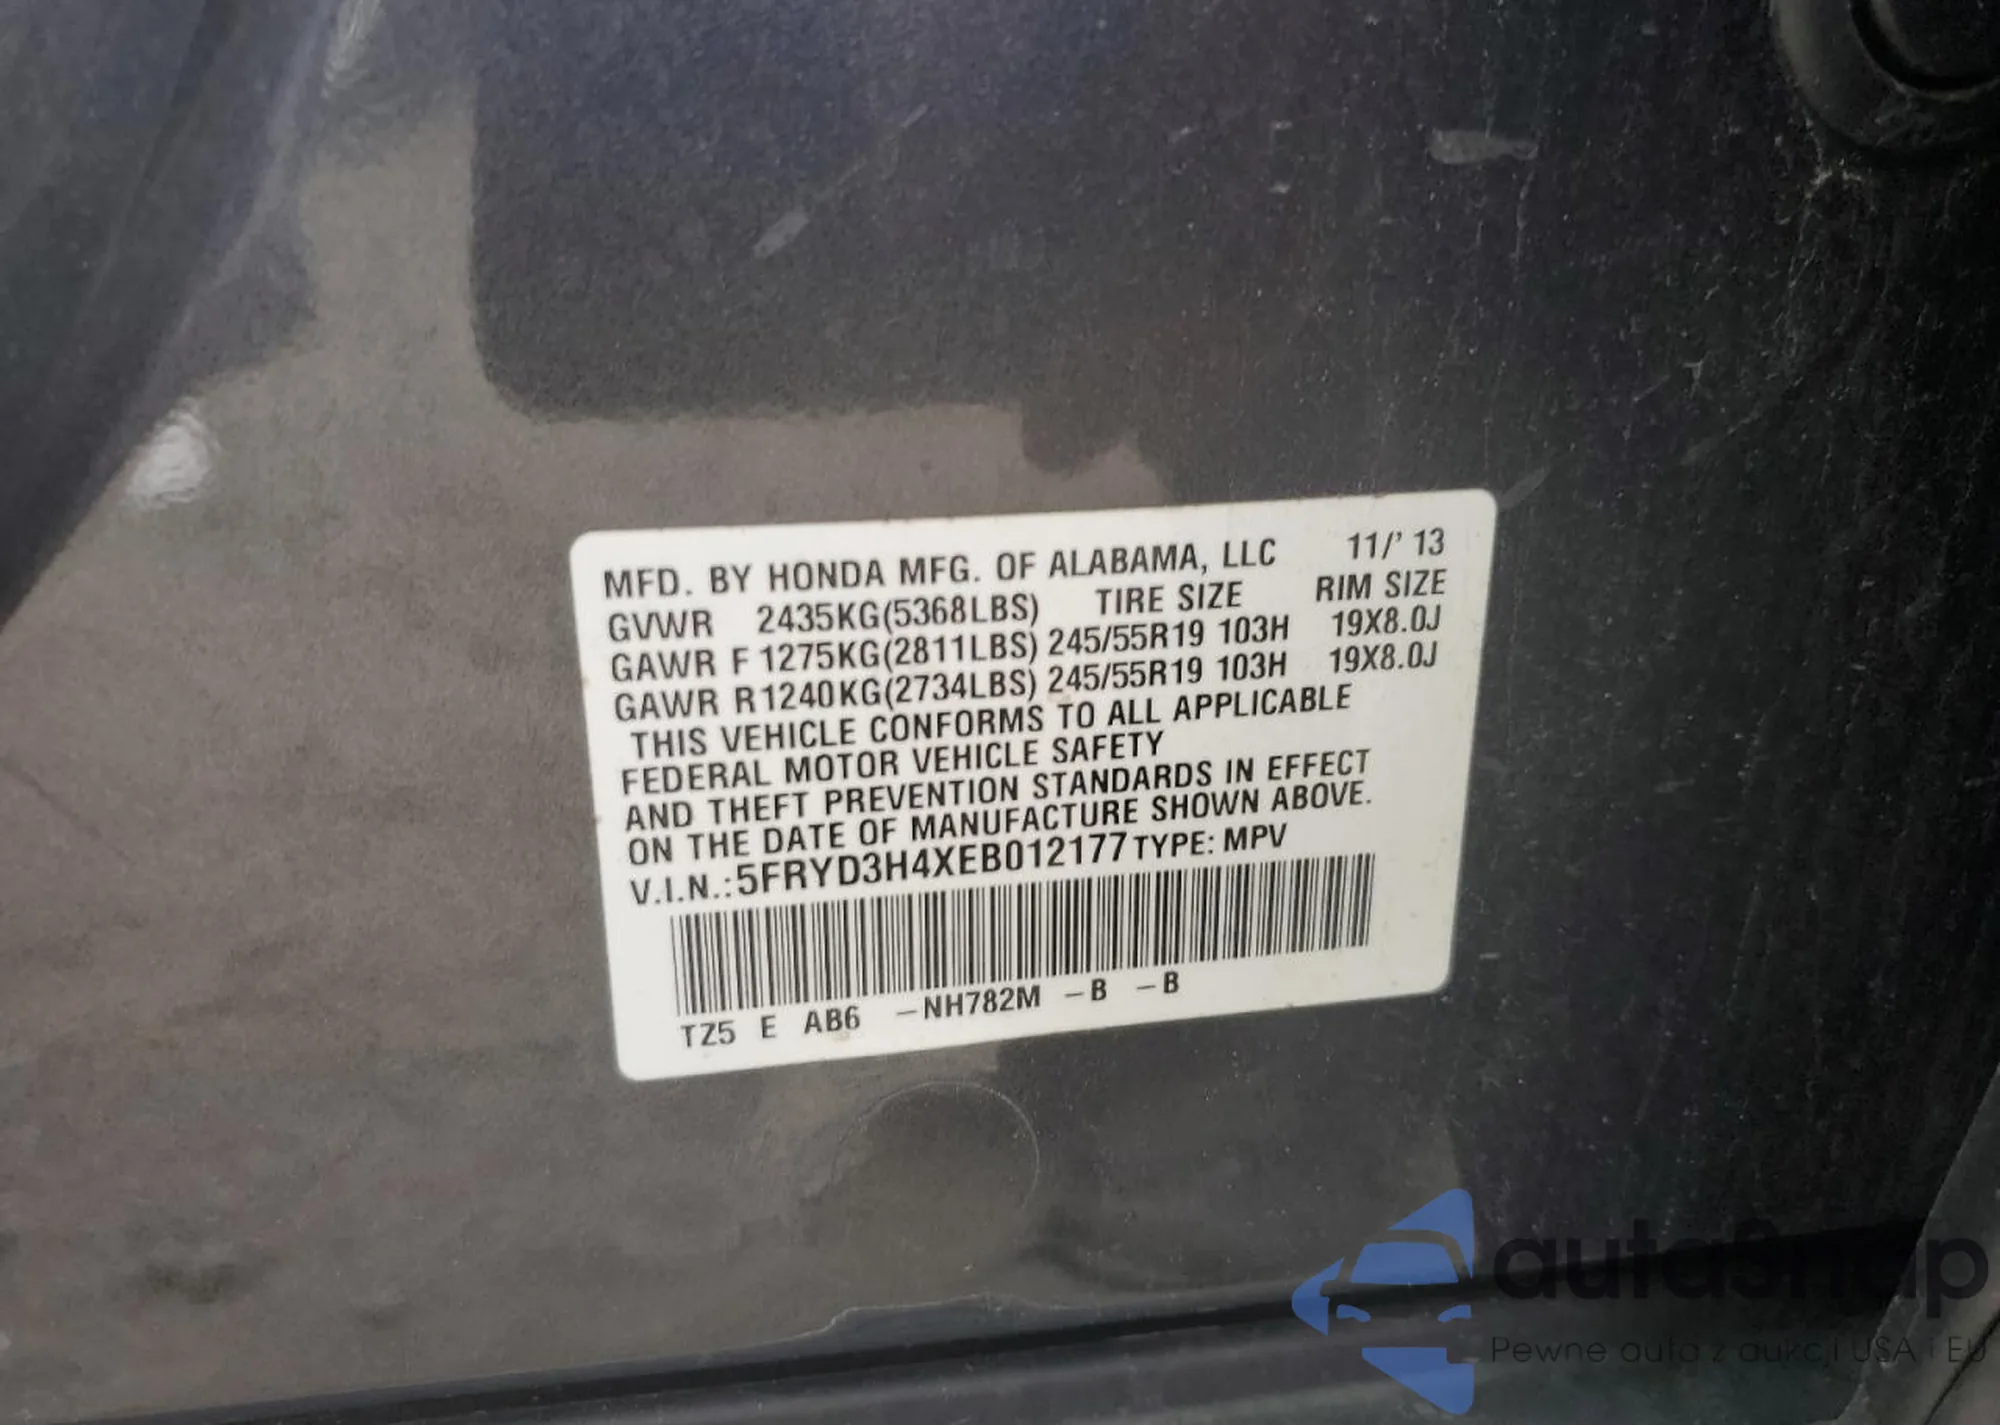 MFD. BY HONDA MFG. OF ALABAMA, LLC 11/' 13
GVWR 2435KG(5368LBS) TIRE SIZE RIM SIZE
GAWR F 1275KG(2811LBS) 245/55R19 103H 19X8.0J
GAWR R 1240KG(2734LBS) 245/55R19 103H 19X8.0J
THIS VEHICLE CONFORMS TO ALL APPLICABLE
FEDERAL MOTOR VEHICLE SAFETY
AND THEFT PREVENTION STANDARDS IN EFFECT
ON THE DATE OF MANUFACTURE SHOWN ABOVE.
V.I.N.:5FRYD3H4XEB012177 TYPE: MPV
TZ5 E AB6 -NH782M -B -B
autasnap
Pewne auta z aukcji USA i EU